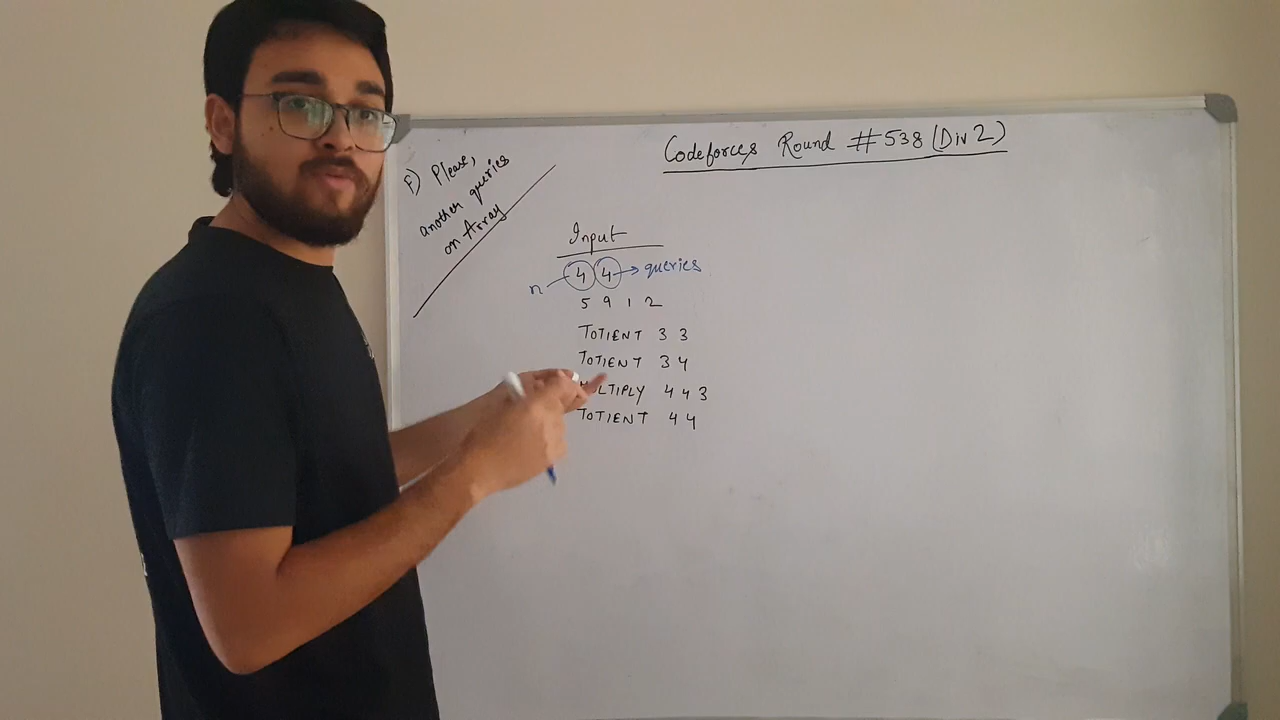 Codeforces Round #538 (Div 2)
F) Please,
another queries
on Array
Input
n 4 4 → queries
5 9 1 2
TOTIENT 3 3
TOTIENT 3 4
MULTIPLY 4 4 3
TOTIENT 4 4